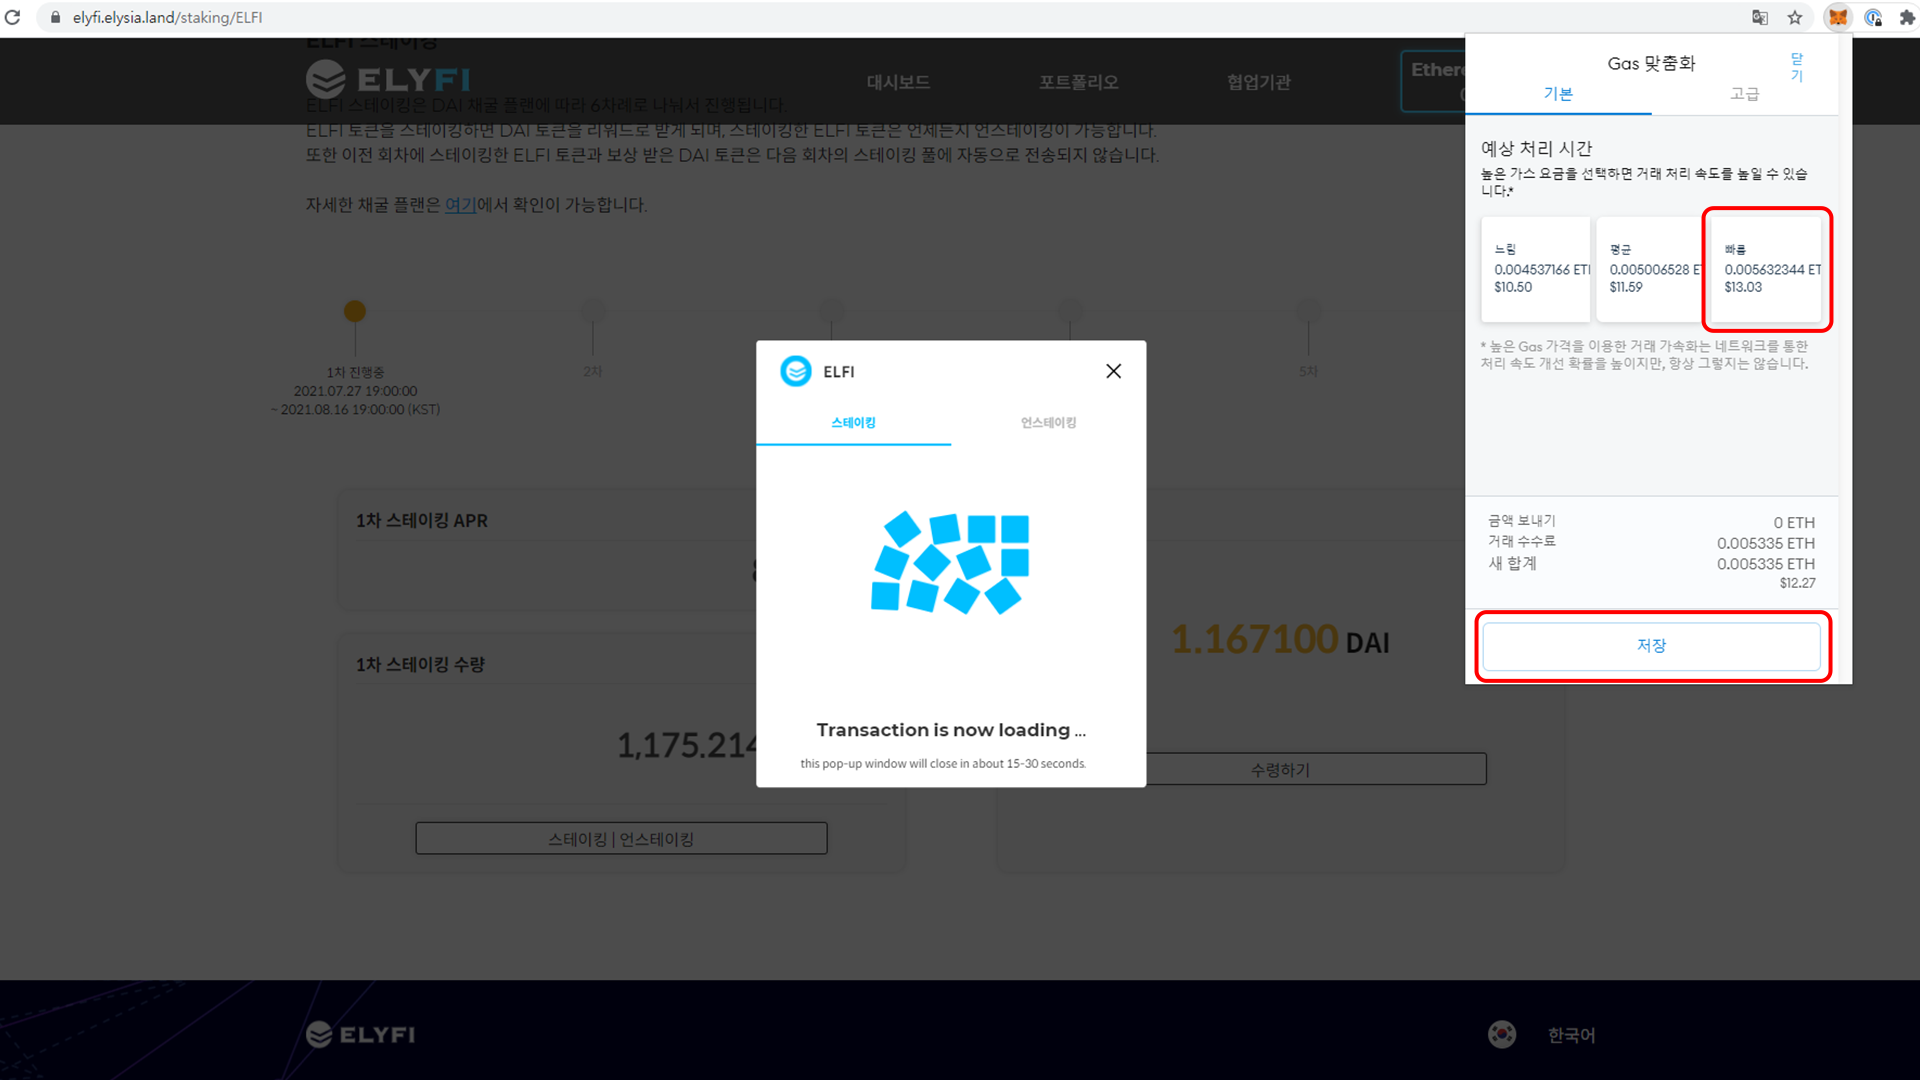 elyfi.elysia.land/staking/ELFI
ELFI 스테이킹
ELYFI
대시보드
포트폴리오
협업기관
ELFI 스테이킹은 DAI 채굴 플랜에 따라 6차례로 나눠서 진행됩니다.
ELFI 토큰을 스테이킹하면 DAI 토큰을 리워드로 받게 되며, 스테이킹한 ELFI 토큰은 언제든지 언스테이킹이 가능합니다.
또한 이전 회차에 스테이킹한 ELFI 토큰과 보상 받은 DAI 토큰은 다음 회차의 스테이킹 풀에 자동으로 전송되지 않습니다.
자세한 채굴 플랜은 여기에서 확인이 가능합니다.
1차 진행중
2021.07.27 19:00:00
~ 2021.08.16 19:00:00 (KST)
2차
5차
1차 스테이킹 APR
1차 스테이킹 수량
1,175.214
스테이킹 | 언스테이킹
1.167100 DAI
수령하기
ELFI
스테이킹
언스테이킹
Transaction is now loading ...
this pop-up window will close in about 15-30 seconds.
Gas 맞춤화
닫
기
기본
고급
예상 처리 시간
높은 가스 요금을 선택하면 거래 처리 속도를 높일 수 있습
니다.*
느림
0.004537166 ET
$10.50
평균
0.005006528 E
$11.59
빠름
0.005632344 ET
$13.03
* 높은 Gas 가격을 이용한 거래 가속화는 네트워크를 통한
처리 속도 개선 확률을 높이지만, 항상 그렇지는 않습니다.
금액 보내기
0 ETH
거래 수수료
0.005335 ETH
새 합계
0.005335 ETH
$12.27
저장
ELYFI
한국어